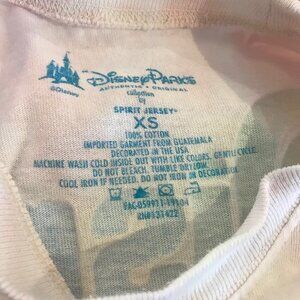 Disney Parks
©Disney
AUTHENTIC • ORIGINAL
collection
by
SPIRIT JERSEY®
XS
100% COTTON
IMPORTED GARMENT FROM GUATEMALA
DECORATED IN THE USA
MACHINE WASH COLD INSIDE OUT WITH LIKE COLORS. GENTLE CYCLE.
DO NOT BLEACH. TUMBLE DRY LOW.
COOL IRON IF NEEDED. DO NOT IRON ON DECORATION